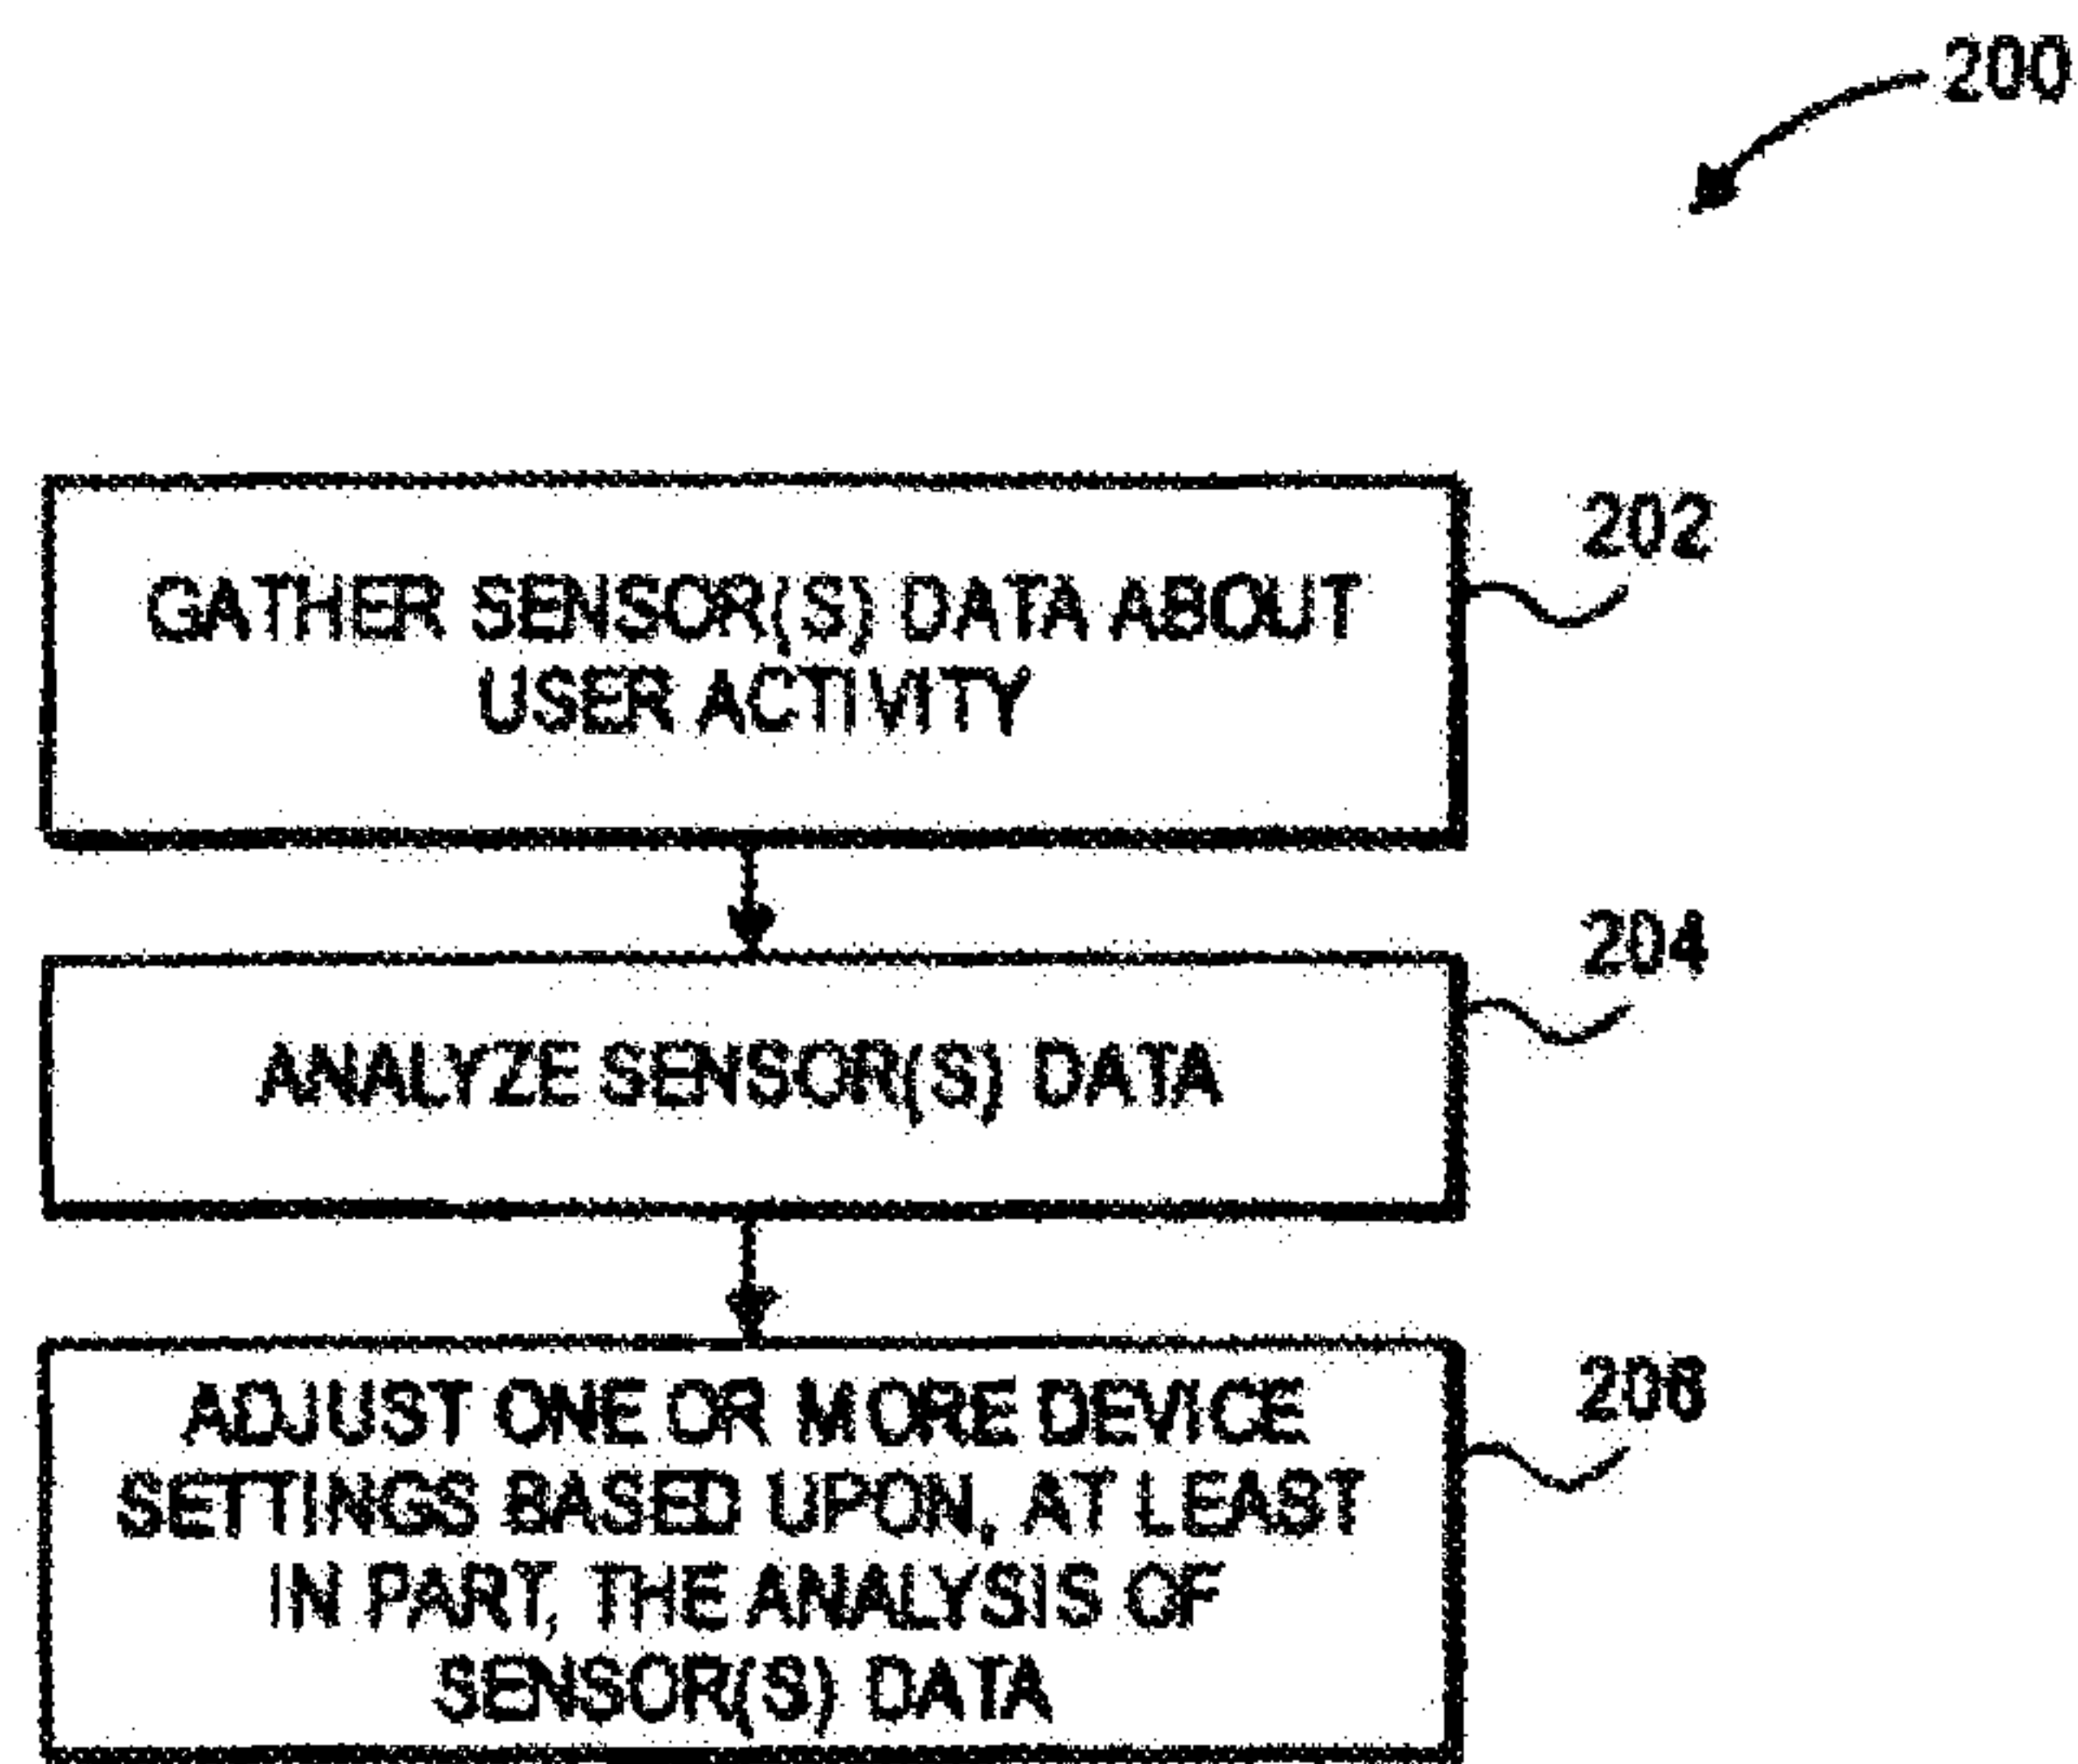 200
202
GATHER SENSOR(S) DATA ABOUT
USER ACTIVITY
204
ANALYZE SENSOR(S) DATA
206
ADJUST ONE OR MORE DEVICE
SETTINGS BASED UPON, AT LEAST
IN PART, THE ANALYSIS OF
SENSOR(S) DATA